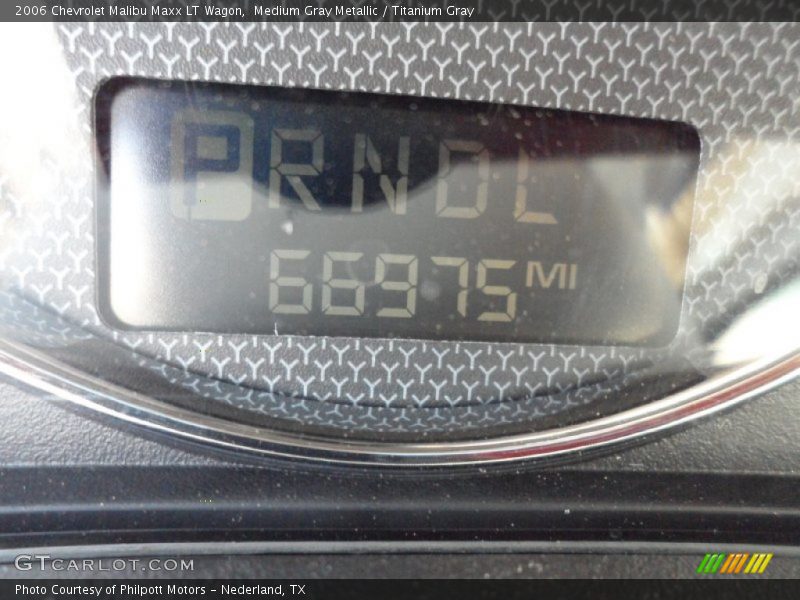 2006 Chevrolet Malibu Maxx LT Wagon,  Medium Gray Metallic / Titanium Gray
P R N D L
66975 MI
GTCARLOT.COM
Photo Courtesy of Philpott Motors - Nederland, TX